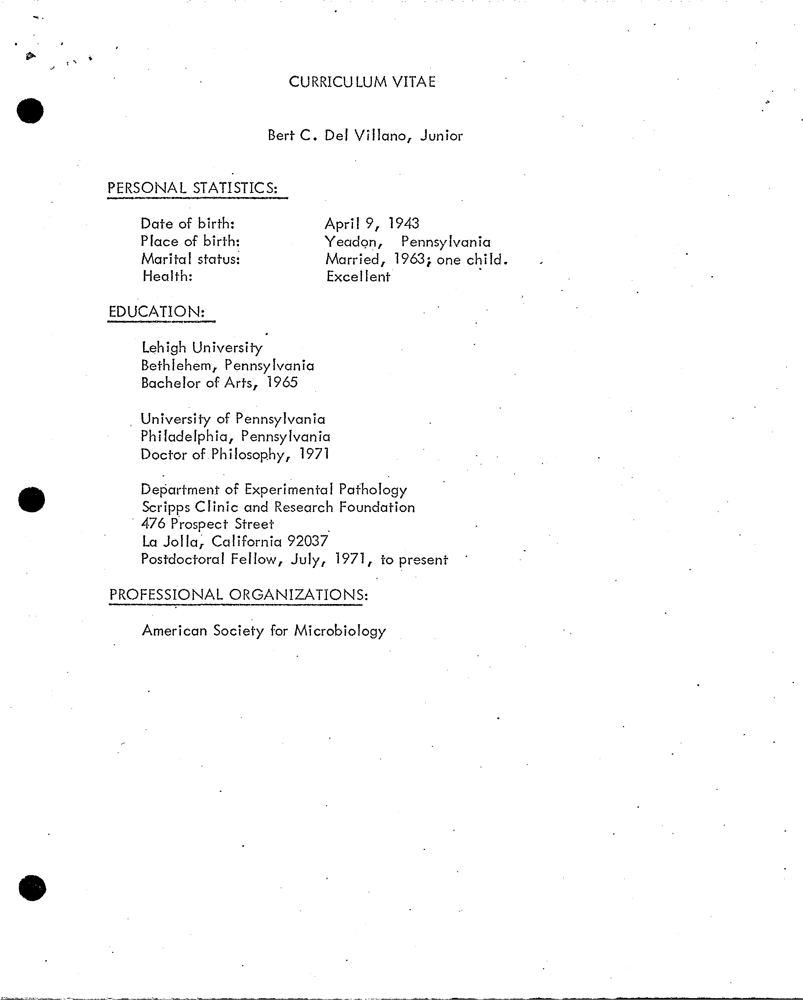 CURRICULUM VITAE
Bert C. Del Villano, Junior
PERSONAL STATISTICS:
Date of birth: April 9, 1943
Place of birth: Yeadon, Pennsylvania
Marital status: Married, 1963; one child.
Health: Excellent
EDUCATION:
Lehigh University
Bethlehem, Pennsylvania
Bachelor of Arts, 1965
University of Pennsylvania
Philadelphia, Pennsylvania
Doctor of Philosophy, 1971
Department of Experimental Pathology
Scripps Clinic and Research Foundation
476 Prospect Street
La Jolla, California 92037
Postdoctoral Fellow, July, 1971, to present
PROFESSIONAL ORGANIZATIONS:
American Society for Microbiology